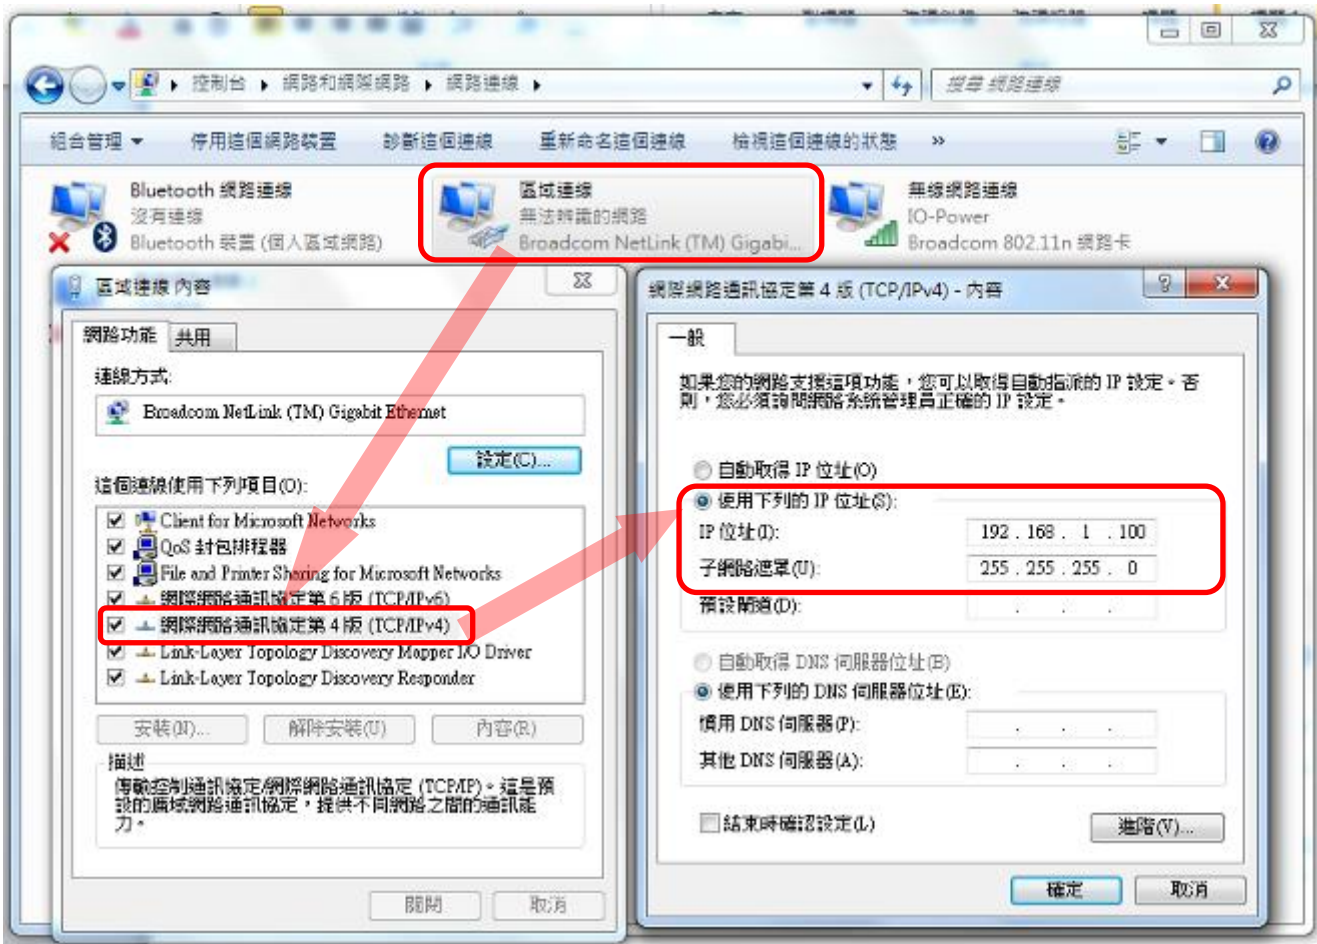 控制台 ▸ 網路和網際網路 ▸ 網路連線 ▸
搜尋 網路連線
組合管理 ▼ 停用這個網路裝置 診斷這個連線 重新命名這個連線 檢視這個連線的狀態 »
Bluetooth 網路連線
沒有連線
Bluetooth 裝置 (個人區域網路)
區域連線
無法辨識的網路
Broadcom NetLink (TM) Gigabi...
無線網路連線
IO-Power
Broadcom 802.11n 網路卡
區域連線 內容
網路功能 共用
連線方式:
Broadcom NetLink (TM) Gigabit Ethernet
設定(C)...
這個連線使用下列項目(O):
Client for Microsoft Networks
QoS 封包排程器
File and Printer Sharing for Microsoft Networks
網際網路通訊協定第 6 版 (TCP/IPv6)
網際網路通訊協定第 4 版 (TCP/IPv4)
Link-Layer Topology Discovery Mapper I/O Driver
Link-Layer Topology Discovery Responder
安裝(N)... 解除安裝(U) 內容(R)
描述
傳輸控制通訊協定/網際網路通訊協定 (TCP/IP)。這是預
設的廣域網路通訊協定，提供不同網路之間的通訊能
力。
關閉 取消
網際網路通訊協定第 4 版 (TCP/IPv4) - 內容
一般
如果您的網路支援這項功能，您可以取得自動指派的 IP 設定。否
則，您必須詢問網路系統管理員正確的 IP 設定。
自動取得 IP 位址(O)
使用下列的 IP 位址(S):
IP 位址(I): 192 . 168 . 1 . 100
子網路遮罩(U): 255 . 255 . 255 . 0
預設閘道(D): . . .
自動取得 DNS 伺服器位址(B)
使用下列的 DNS 伺服器位址(E):
慣用 DNS 伺服器(P): . . .
其他 DNS 伺服器(A): . . .
結束時確認設定(L)
進階(V)...
確定 取消